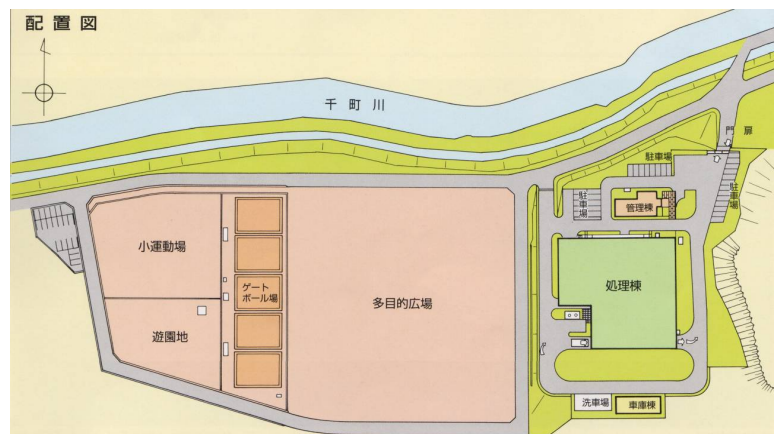 配置図
千町川
門扉
駐車場
駐車場
駐車場
管理棟
小運動場
ゲート
ボール場
多目的広場
処理棟
遊園地
洗車場
車庫棟